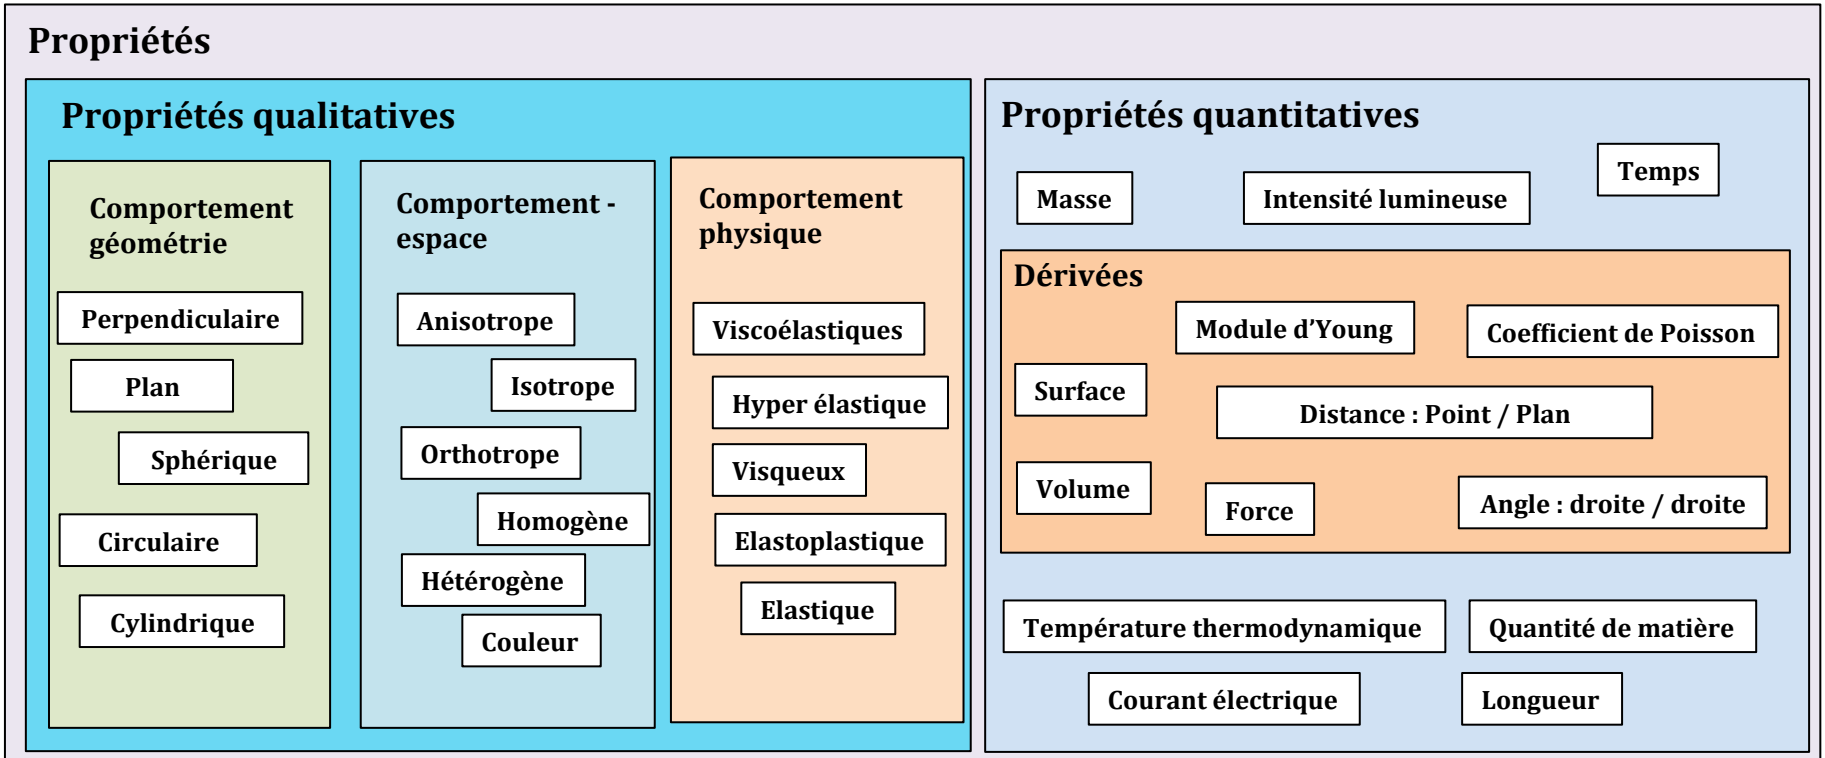 Propriétés
Propriétés qualitatives
Comportement
géométrie
Perpendiculaire
Plan
Sphérique
Circulaire
Cylindrique
Comportement -
espace
Anisotrope
Isotrope
Orthotrope
Homogène
Hétérogène
Couleur
Comportement
physique
Viscoélastiques
Hyper élastique
Visqueux
Elastoplastique
Elastique
Propriétés quantitatives
Masse
Intensité lumineuse
Temps
Dérivées
Module d’Young
Coefficient de Poisson
Surface
Distance : Point / Plan
Volume
Force
Angle : droite / droite
Température thermodynamique
Quantité de matière
Courant électrique
Longueur